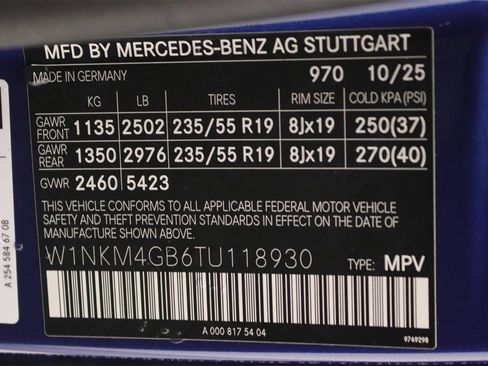 MFD BY MERCEDES-BENZ AG STUTTGART
MADE IN GERMANY 970 10/25
KG LB TIRES RIM SIZE COLD KPA (PSI)
GAWR FRONT 1135 2502 235/55 R19 8Jx19 250(37)
GAWR REAR 1350 2976 235/55 R19 8Jx19 270(40)
GVWR 2460 5423
THIS VEHICLE CONFORMS TO ALL APPLICABLE FEDERAL MOTOR VEHICLE
SAFETY AND THEFT PREVENTION STANDARDS IN EFFECT ON THE DATE OF
MANUFACTURE SHOWN ABOVE.
W1NKM4GB6TU118930 TYPE: MPV
A 000 817 54 04
9749298
A 254 584 67 08